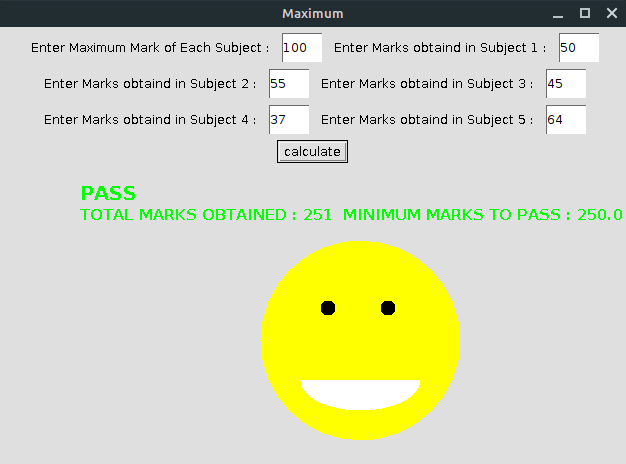 Maximum
Enter Maximum Mark of Each Subject : 100 Enter Marks obtaind in Subject 1 : 50
Enter Marks obtaind in Subject 2 : 55 Enter Marks obtaind in Subject 3 : 45
Enter Marks obtaind in Subject 4 : 37 Enter Marks obtaind in Subject 5 : 64
calculate
PASS
TOTAL MARKS OBTAINED : 251 MINIMUM MARKS TO PASS : 250.0